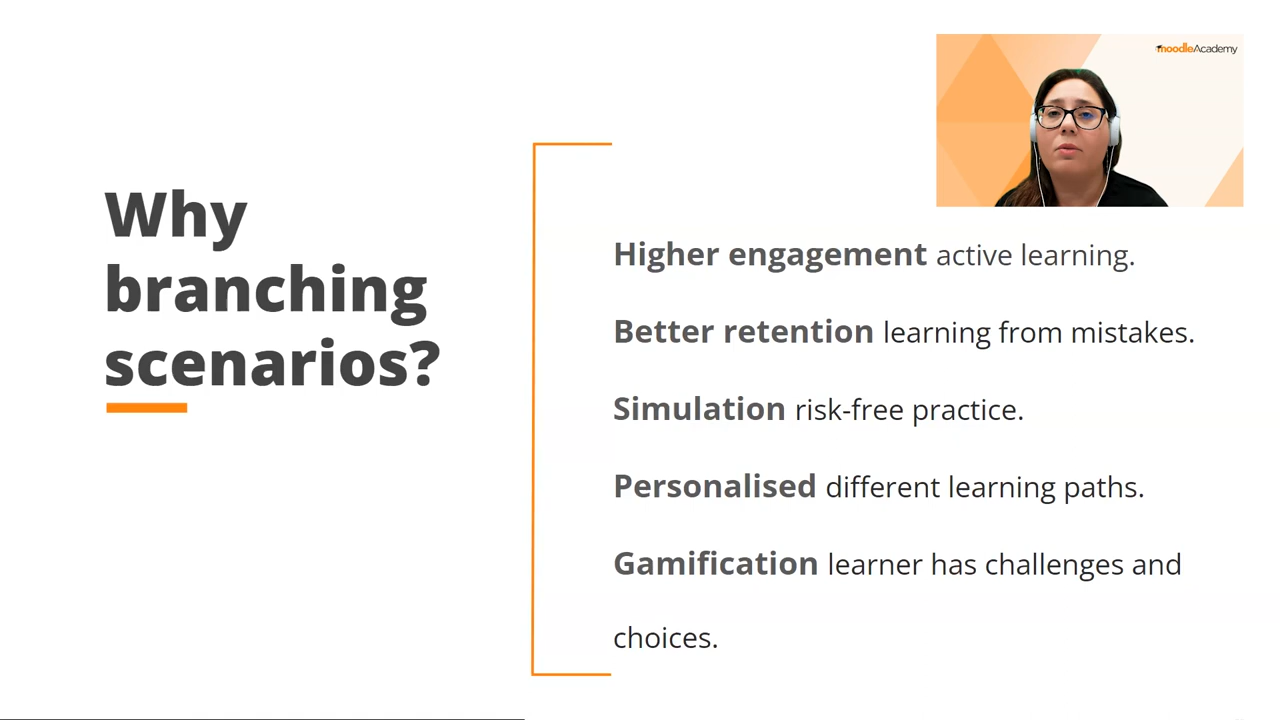 moodleAcademy
Why
branching
scenarios?
Higher engagement active learning.
Better retention learning from mistakes.
Simulation risk-free practice.
Personalised different learning paths.
Gamification learner has challenges and
choices.